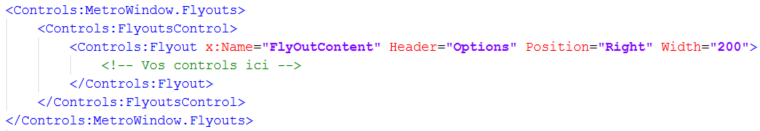 <Controls:MetroWindow.Flyouts>
<Controls:FlyoutsControl>
<Controls:Flyout x:Name="FlyOutContent" Header="Options" Position="Right" Width="200">
<!-- Vos controls ici -->
</Controls:Flyout>
</Controls:FlyoutsControl>
</Controls:MetroWindow.Flyouts>